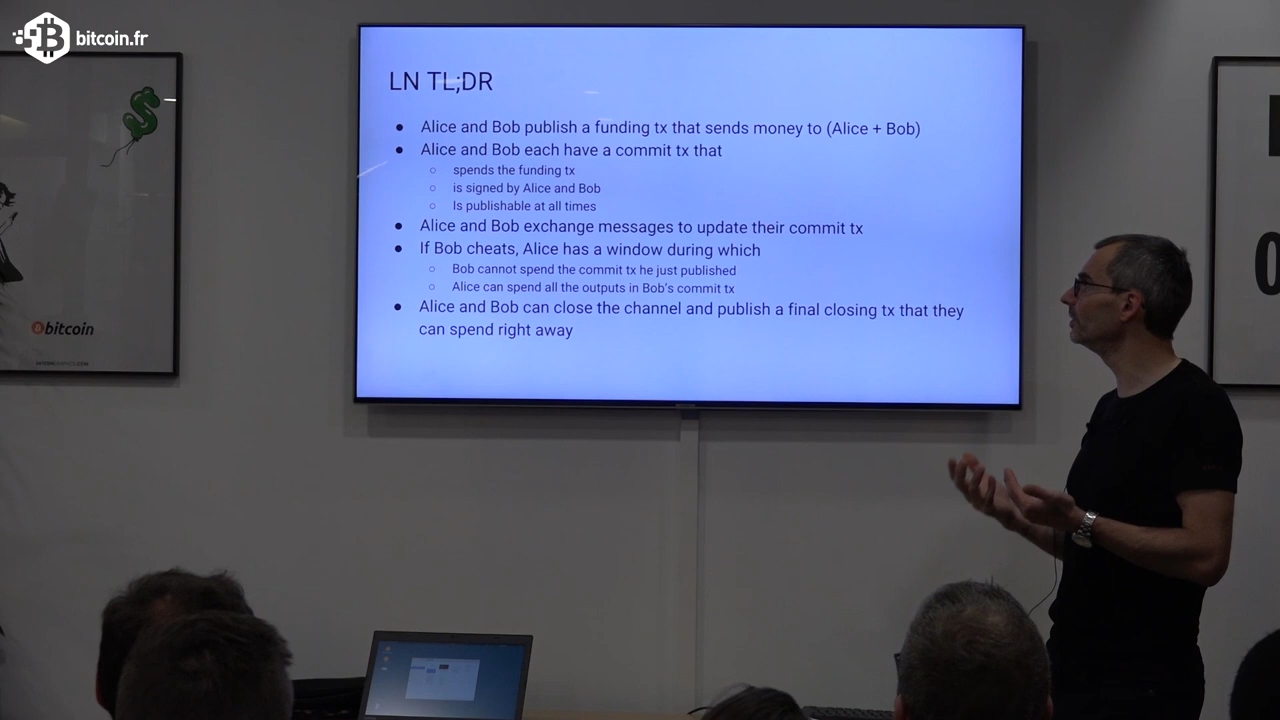 bitcoin.fr
LN TL;DR
Alice and Bob publish a funding tx that sends money to (Alice + Bob)
Alice and Bob each have a commit tx that
spends the funding tx
is signed by Alice and Bob
Is publishable at all times
Alice and Bob exchange messages to update their commit tx
If Bob cheats, Alice has a window during which
Bob cannot spend the commit tx he just published
Alice can spend all the outputs in Bob's commit tx
Alice and Bob can close the channel and publish a final closing tx that they
can spend right away
bitcoin